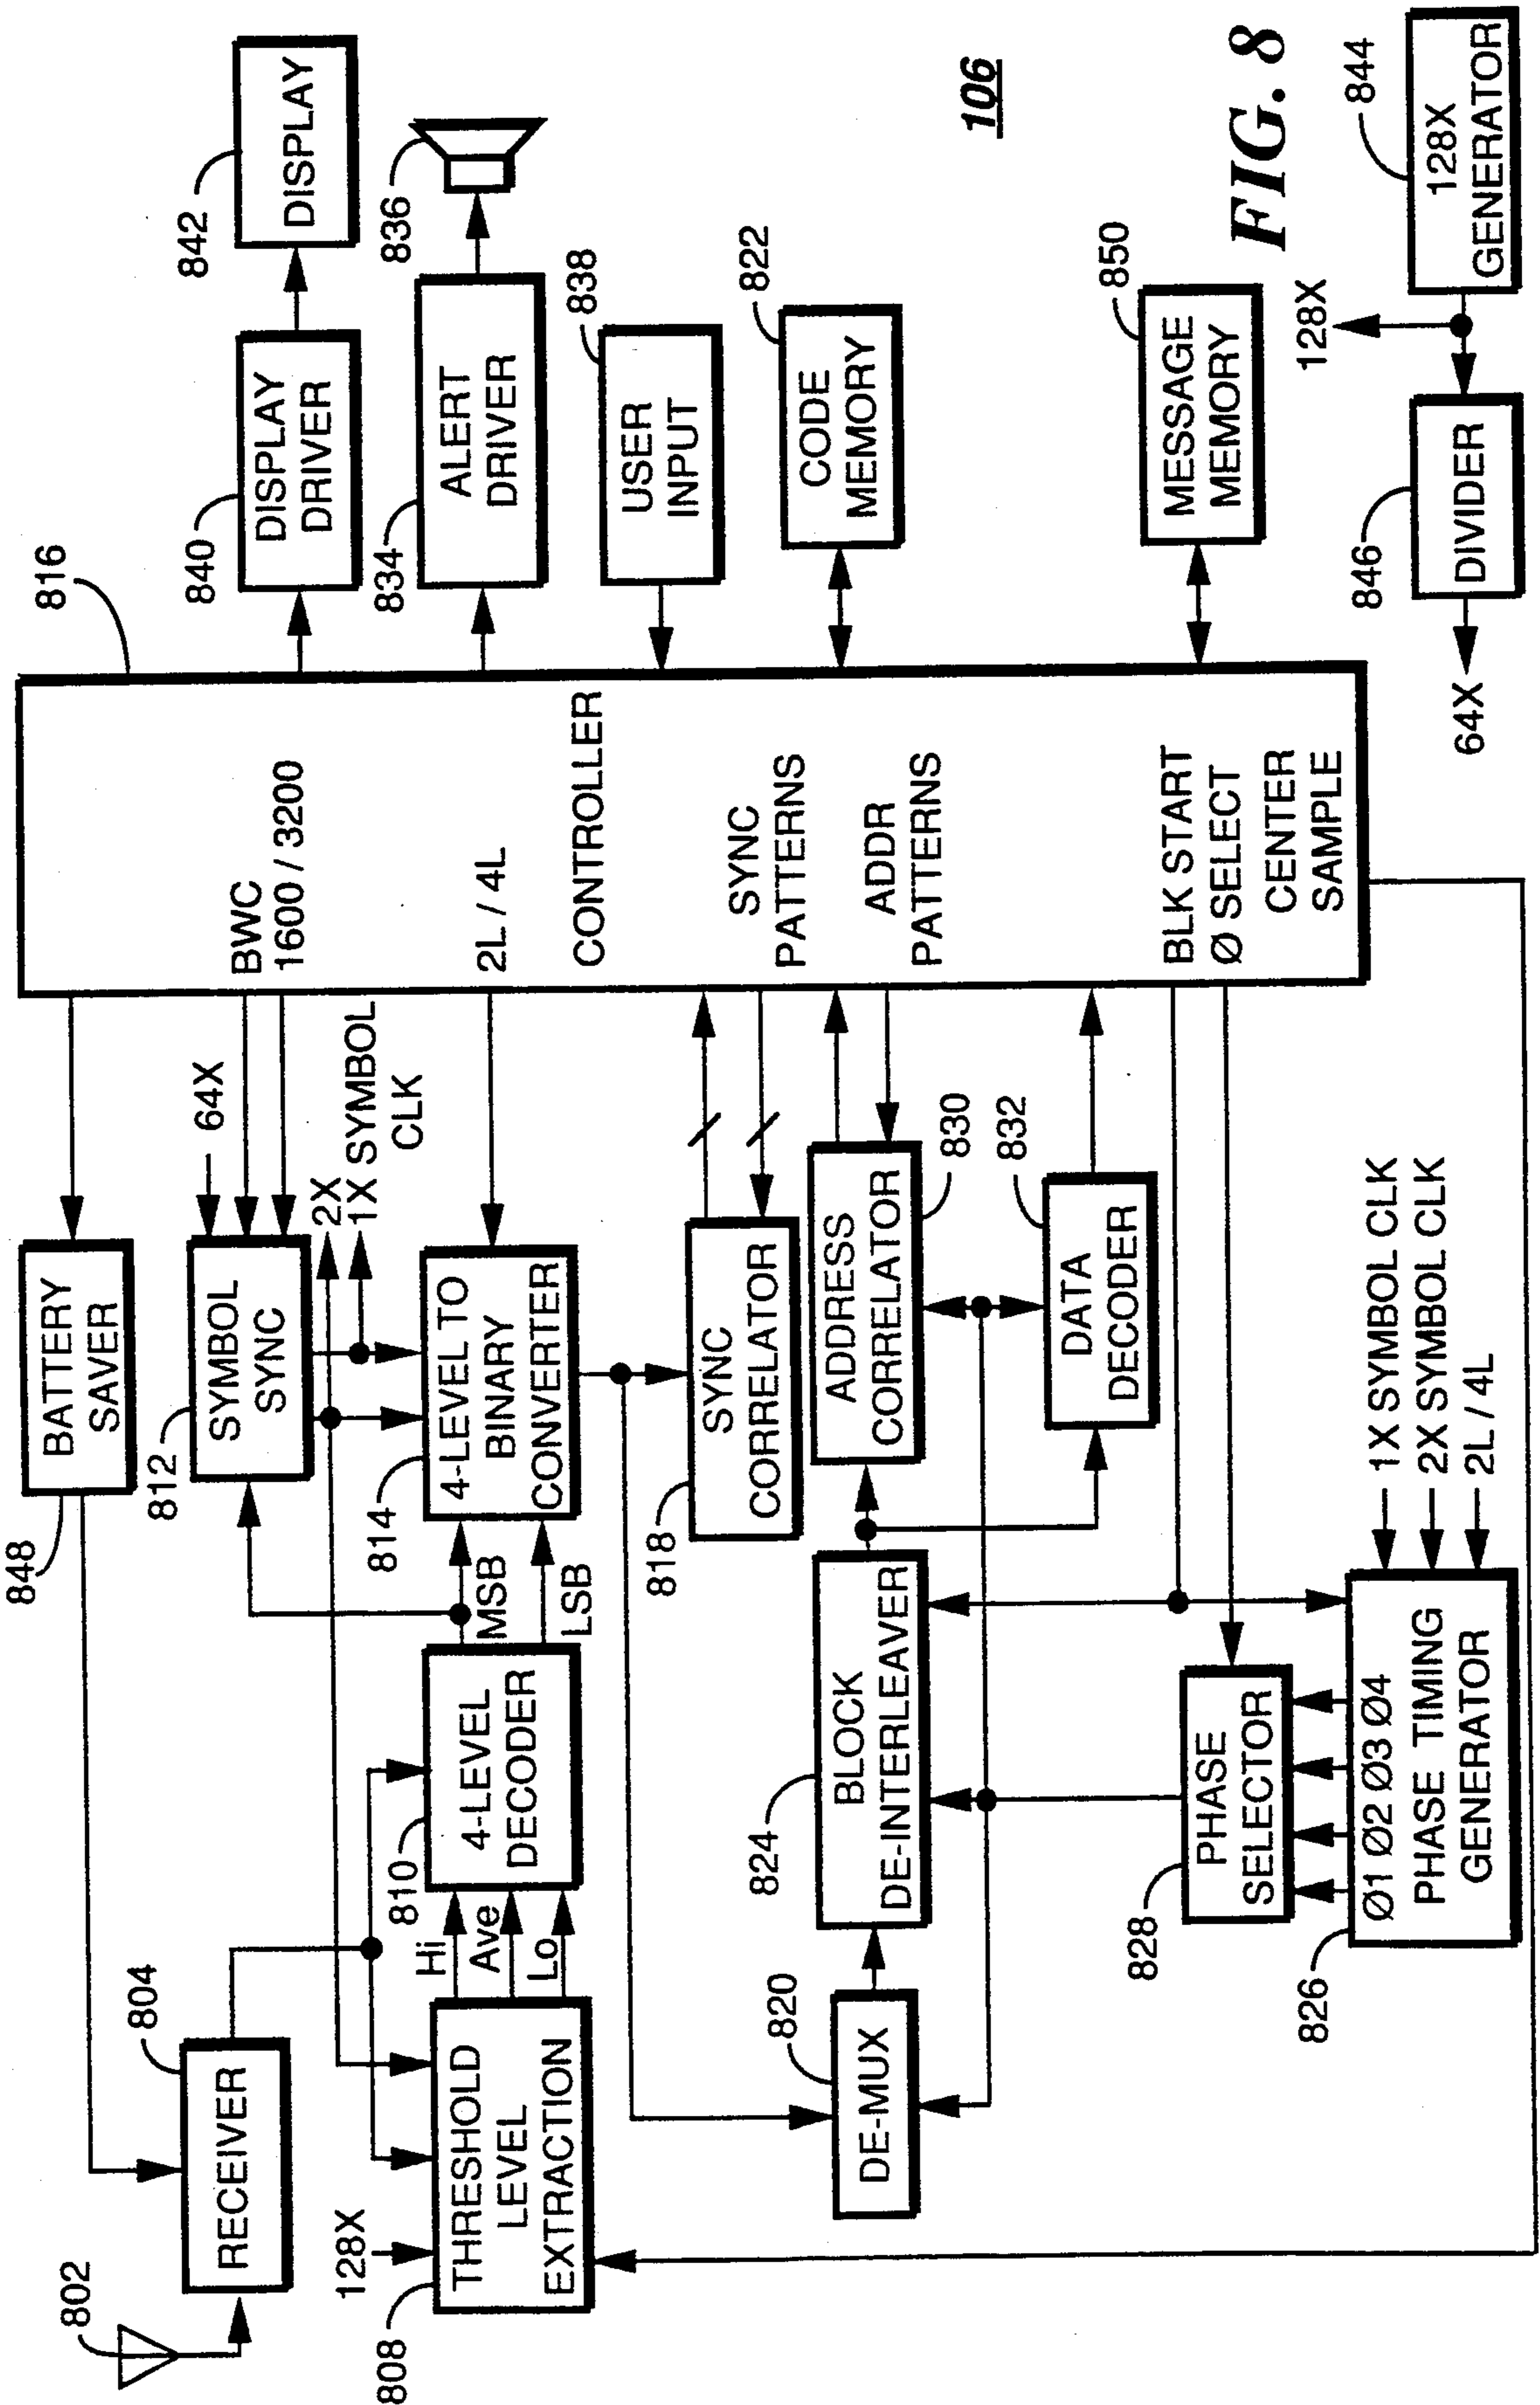 802
804
RECEIVER
848
BATTERY
SAVER
816
128X
808
THRESHOLD
LEVEL
EXTRACTION
Hi
Ave
Lo
810
4-LEVEL
DECODER
MSB
LSB
812
SYMBOL
SYNC
64X
2X
1X SYMBOL
CLK
814
4-LEVEL TO
BINARY
CONVERTER
818
SYNC
CORRELATOR
820
DE-MUX
824
BLOCK
DE-INTERLEAVER
830
ADDRESS
CORRELATOR
832
DATA
DECODER
828
PHASE
SELECTOR
826
Ø1 Ø2 Ø3 Ø4
PHASE TIMING
GENERATOR
1X SYMBOL CLK
2X SYMBOL CLK
2L / 4L
BWC
1600 / 3200
2L / 4L
CONTROLLER
SYNC
PATTERNS
ADDR
PATTERNS
BLK START
Ø SELECT
CENTER
SAMPLE
840
DISPLAY
DRIVER
842
DISPLAY
834
ALERT
DRIVER
836
838
USER
INPUT
822
CODE
MEMORY
850
MESSAGE
MEMORY
106
FIG. 8
64X
846
DIVIDER
128X
844
128X
GENERATOR